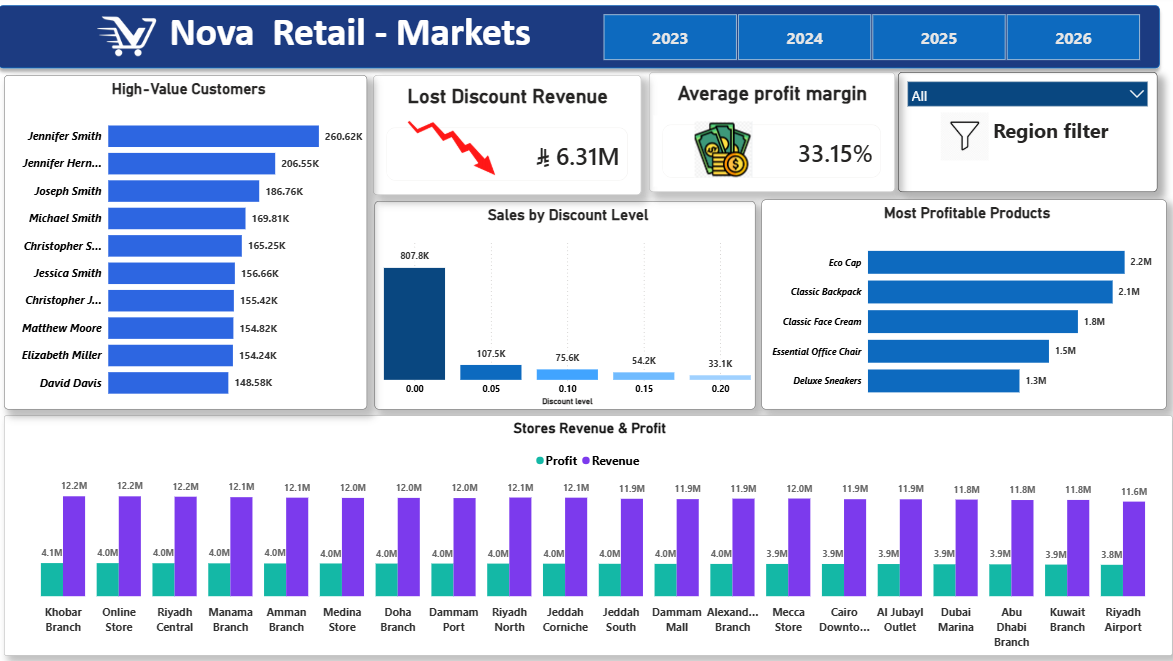 Nova Retail - Markets
2023
2024
2025
2026
High-Value Customers
Jennifer Smith 260.62K
Jennifer Hern... 206.55K
Joseph Smith 186.76K
Michael Smith 169.81K
Christopher S... 165.25K
Jessica Smith 156.66K
Christopher J... 155.42K
Matthew Moore 154.82K
Elizabeth Miller 154.24K
David Davis 148.58K
Lost Discount Revenue
⃁ 6.31M
Average profit margin
33.15%
All
Region filter
Sales by Discount Level
807.8K 107.5K 75.6K 54.2K 33.1K
0.00 0.05 0.10 0.15 0.20
Discount level
Most Profitable Products
Eco Cap 2.2M
Classic Backpack 2.1M
Classic Face Cream 1.8M
Essential Office Chair 1.5M
Deluxe Sneakers 1.3M
Stores Revenue & Profit
Profit Revenue
12.2M 12.2M 12.2M 12.1M 12.1M 12.0M 12.0M 12.0M 12.1M 12.1M 11.9M 11.9M 11.9M 12.0M 11.9M 11.9M 11.8M 11.8M 11.8M 11.6M
4.1M 4.0M 4.0M 4.0M 4.0M 4.0M 4.0M 4.0M 4.0M 4.0M 4.0M 4.0M 4.0M 3.9M 3.9M 3.9M 3.9M 3.9M 3.9M 3.8M
Khobar Online Riyadh Manama Amman Medina Doha Dammam Riyadh Jeddah Jeddah Dammam Alexand... Mecca Cairo Al Jubayl Dubai Abu Kuwait Riyadh
Branch Store Central Branch Branch Store Branch Port North Corniche South Mall Branch Store Downto... Outlet Marina Dhabi Branch Airport
Branch